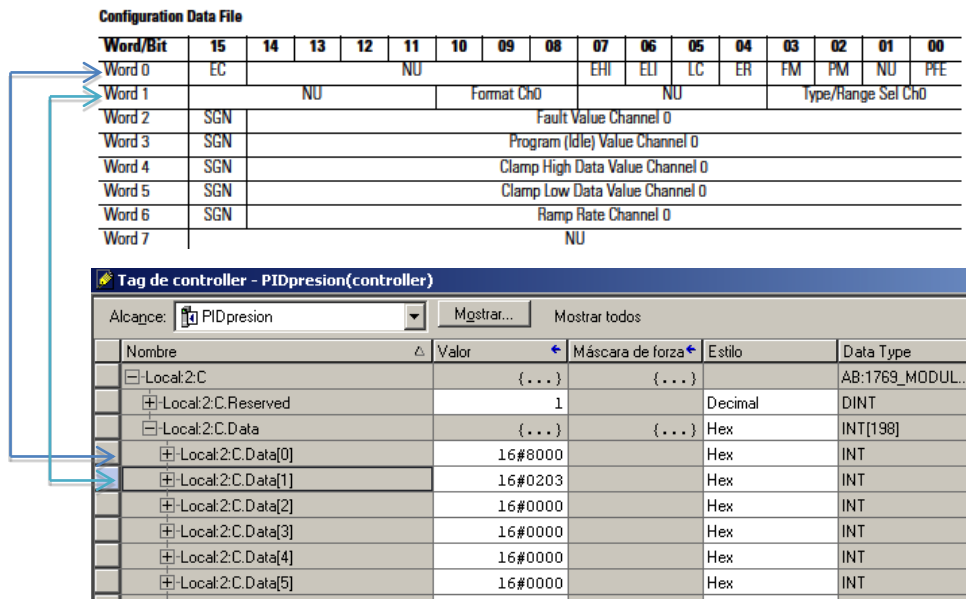 Configuration Data File
Word/Bit 15 14 13 12 11 10 09 08 07 06 05 04 03 02 01 00
Word 0 EC NU EHI ELI LC ER FM PM NU PFE
Word 1 NU Format Ch0 NU Type/Range Sel Ch0
Word 2 SGN Fault Value Channel 0
Word 3 SGN Program (Idle) Value Channel 0
Word 4 SGN Clamp High Data Value Channel 0
Word 5 SGN Clamp Low Data Value Channel 0
Word 6 SGN Ramp Rate Channel 0
Word 7 NU
Tag de controller - PIDpresion(controller)
Alcance: PIDpresion Mostrar... Mostrar todos
Nombre Valor Máscara de forza Estilo Data Type
Local:2:C {...} {...} AB:1769_MODUL...
Local:2:C.Reserved 1 Decimal DINT
Local:2:C.Data {...} {...} Hex INT[198]
Local:2:C.Data[0] 16#8000 Hex INT
Local:2:C.Data[1] 16#0203 Hex INT
Local:2:C.Data[2] 16#0000 Hex INT
Local:2:C.Data[3] 16#0000 Hex INT
Local:2:C.Data[4] 16#0000 Hex INT
Local:2:C.Data[5] 16#0000 Hex INT